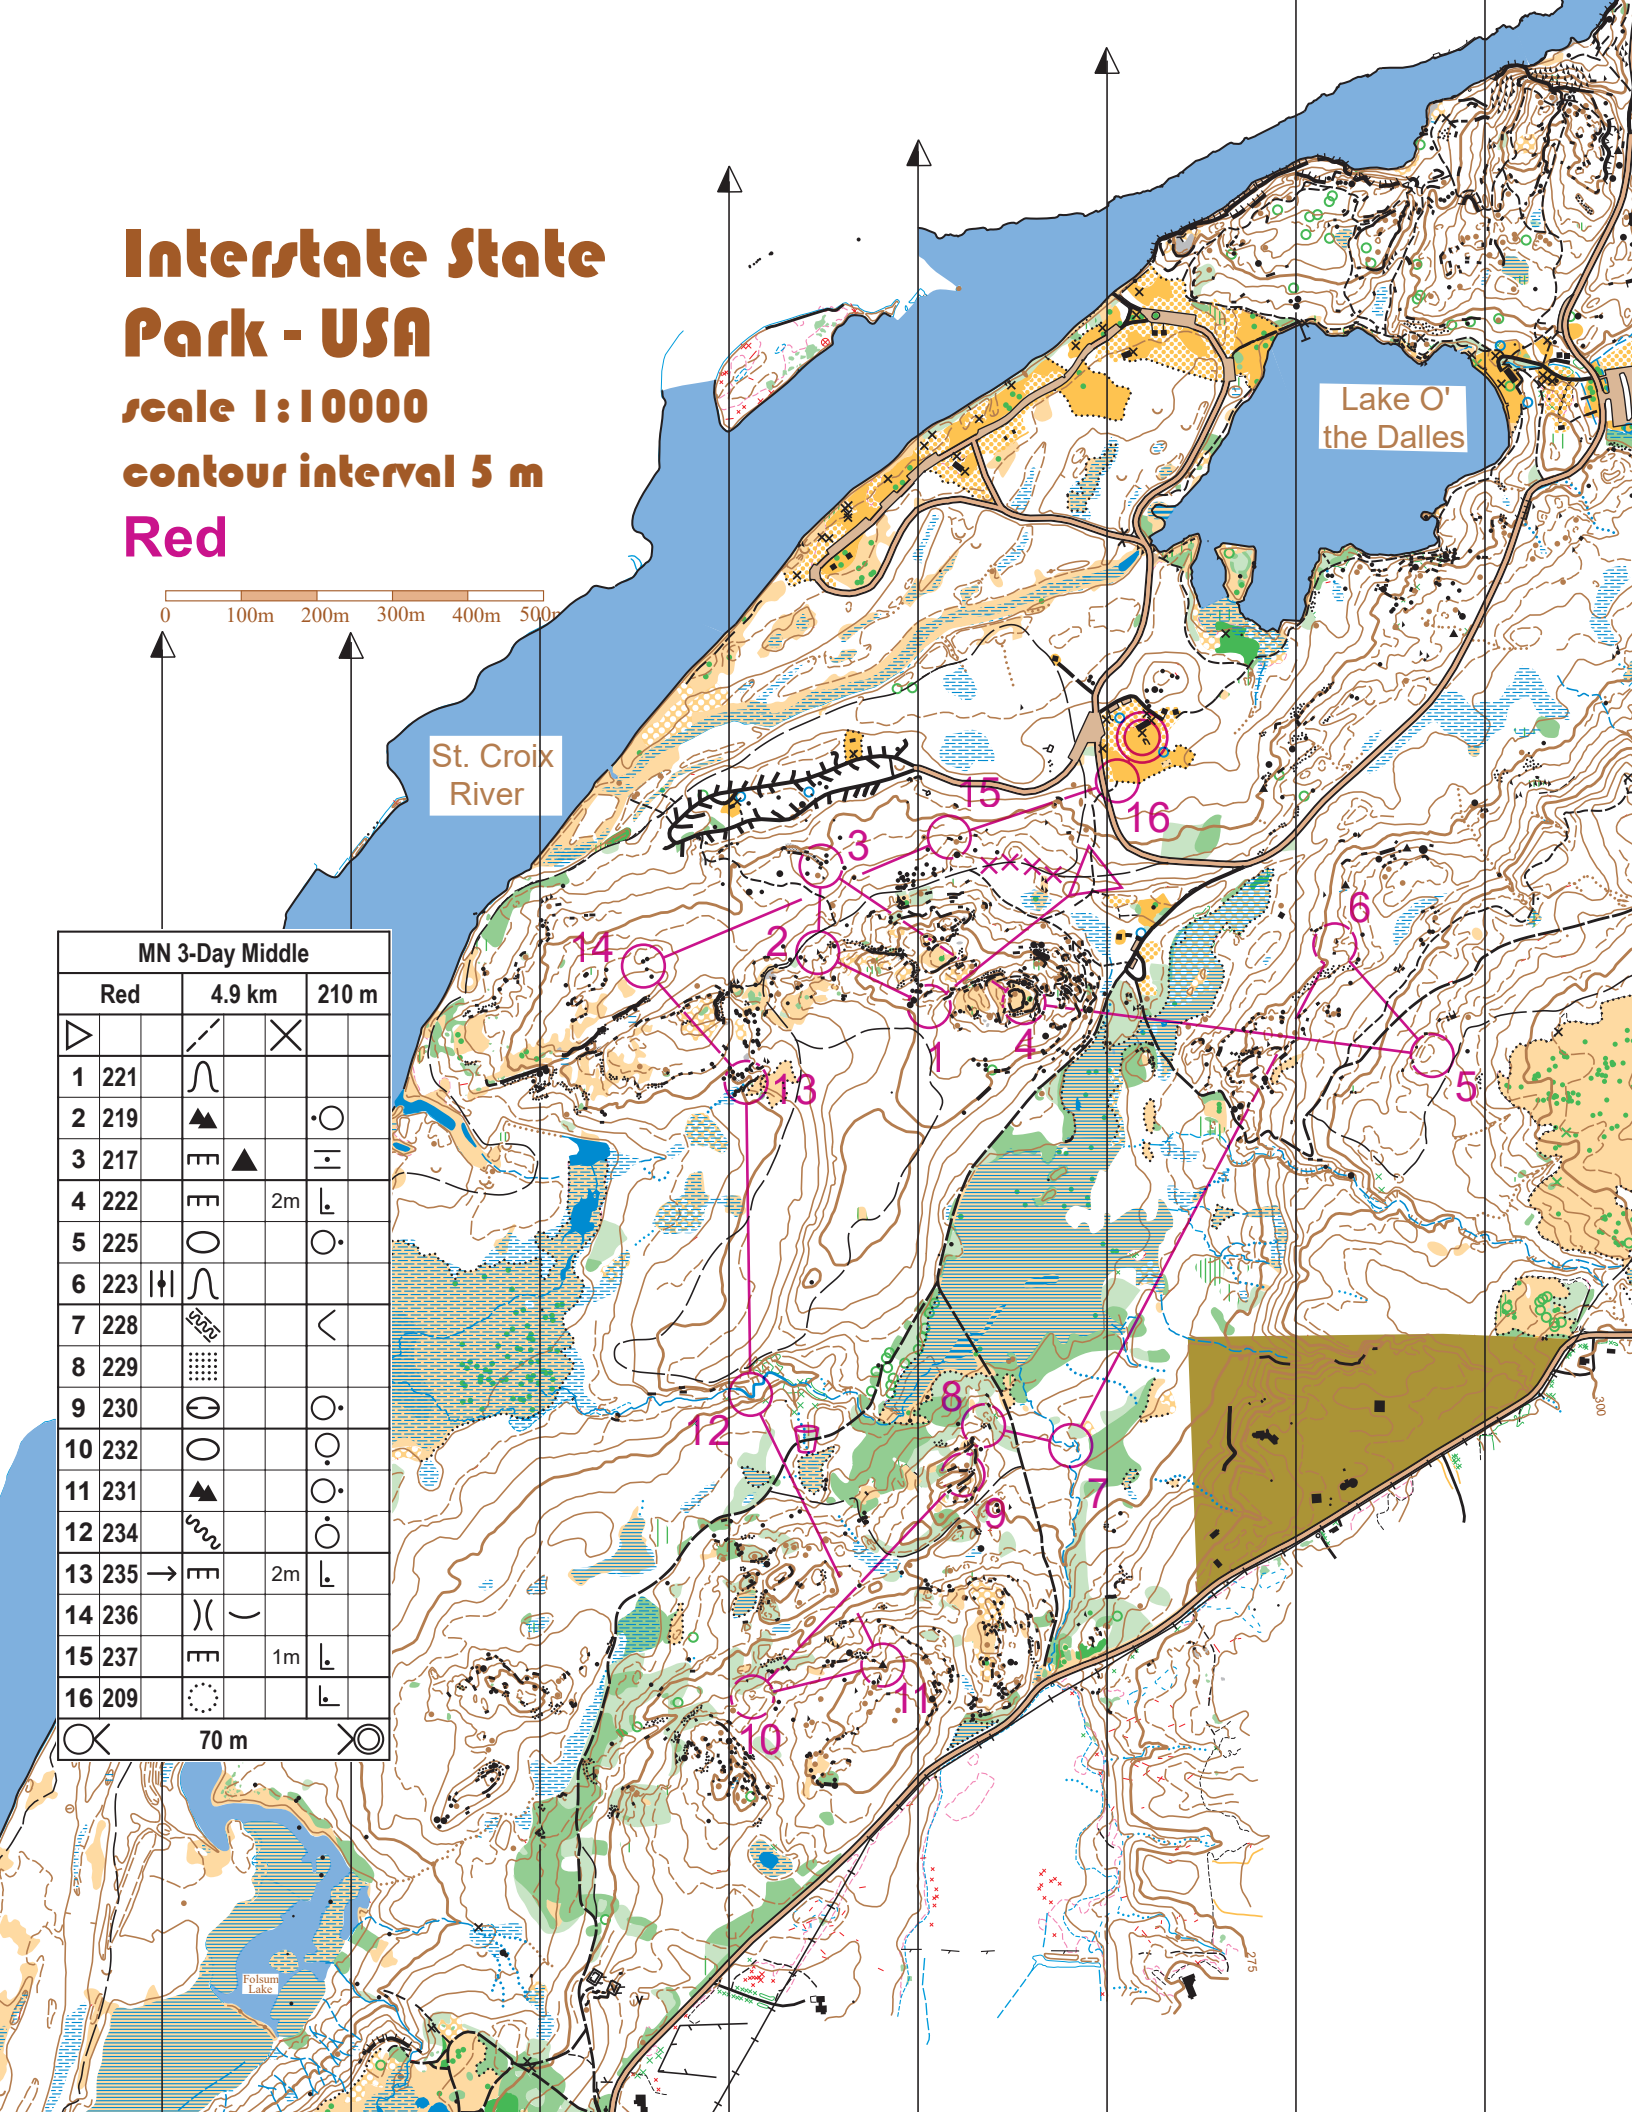 Interstate State
Park - USA
scale 1:10000
contour interval 5 m
Red
0 100m 200m 300m 400m 500m
Lake O'
the Dalles
St. Croix
River
15
16
3
6
14
2
1
4
5
13
8
12
7
9
11
10
300
275
Folsum
Lake
MN 3-Day Middle
Red 4.9 km 210 m
1 221
2 219
3 217
4 222 2m
5 225
6 223
7 228
8 229
9 230
10 232
11 231
12 234
13 235 2m
14 236
15 237 1m
16 209
70 m